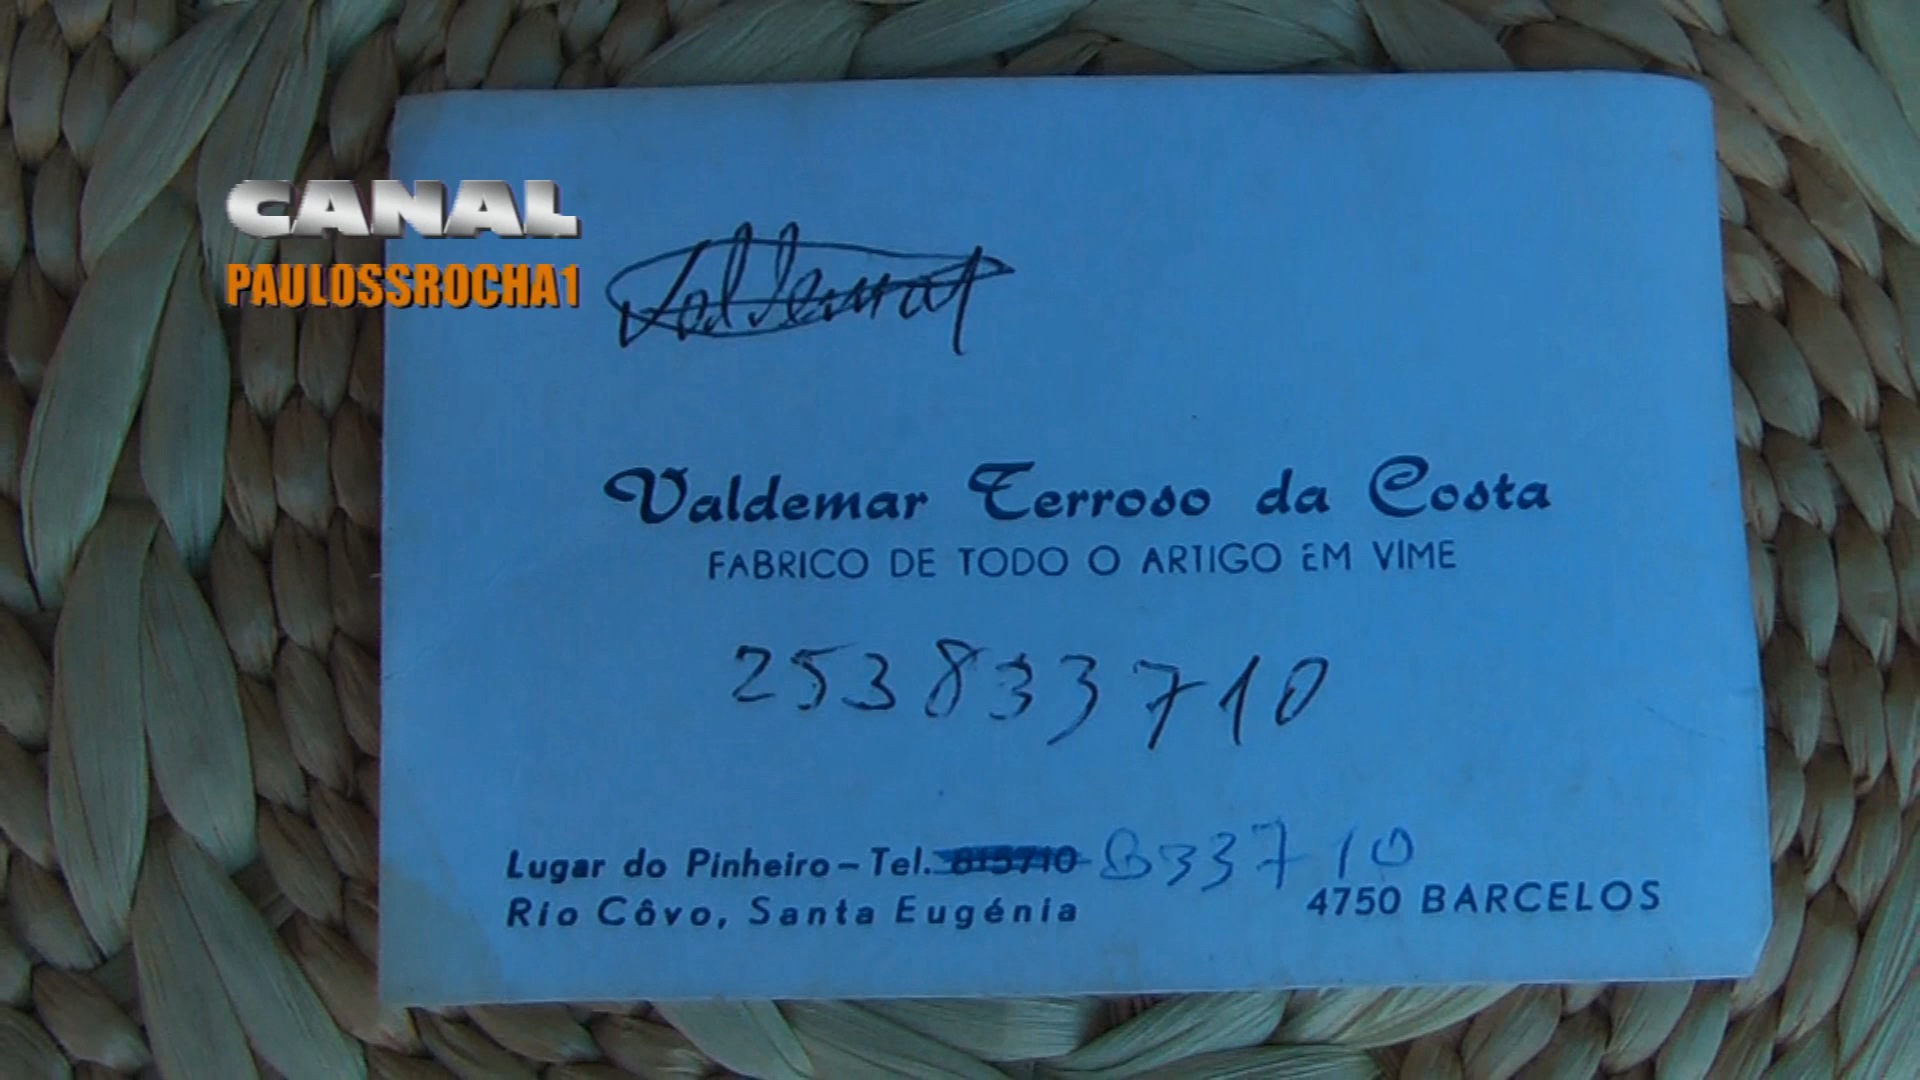 CANAL
PAULOSSROCHA1
Valdemar
Valdemar Terroso da Costa
FABRICO DE TODO O ARTIGO EM VIME
253833710
Lugar do Pinheiro – Tel. 815710 833710
Rio Côvo, Santa Eugénia
4750 BARCELOS